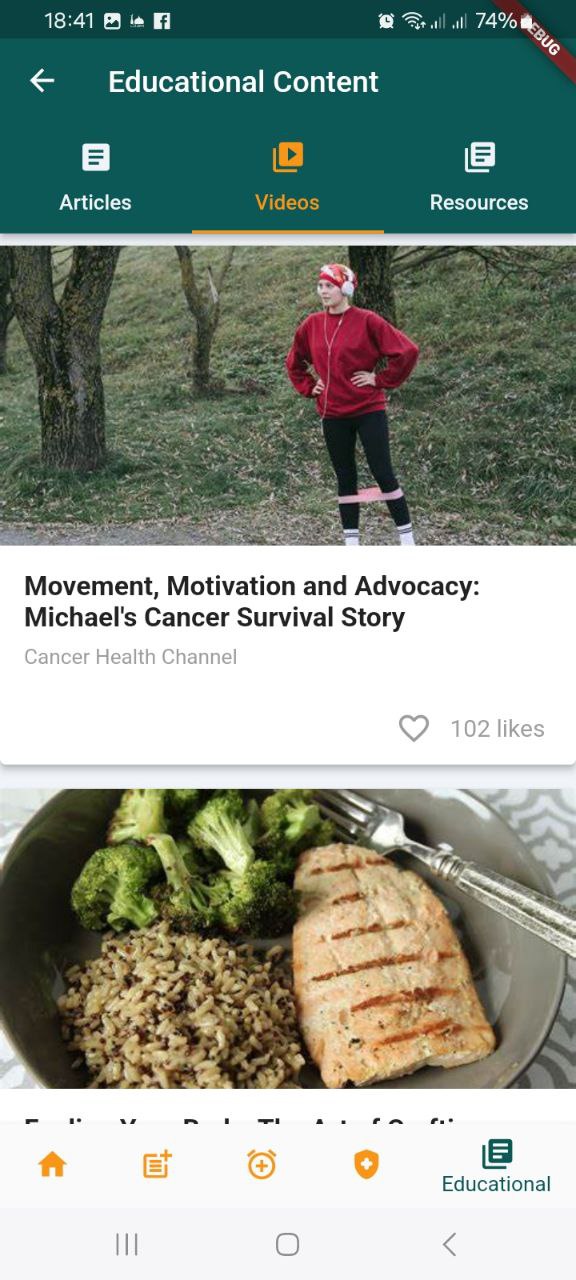 18:41
74%
DEBUG
Educational Content
Articles
Videos
Resources
Movement, Motivation and Advocacy:
Michael's Cancer Survival Story
Cancer Health Channel
102 likes
Educational